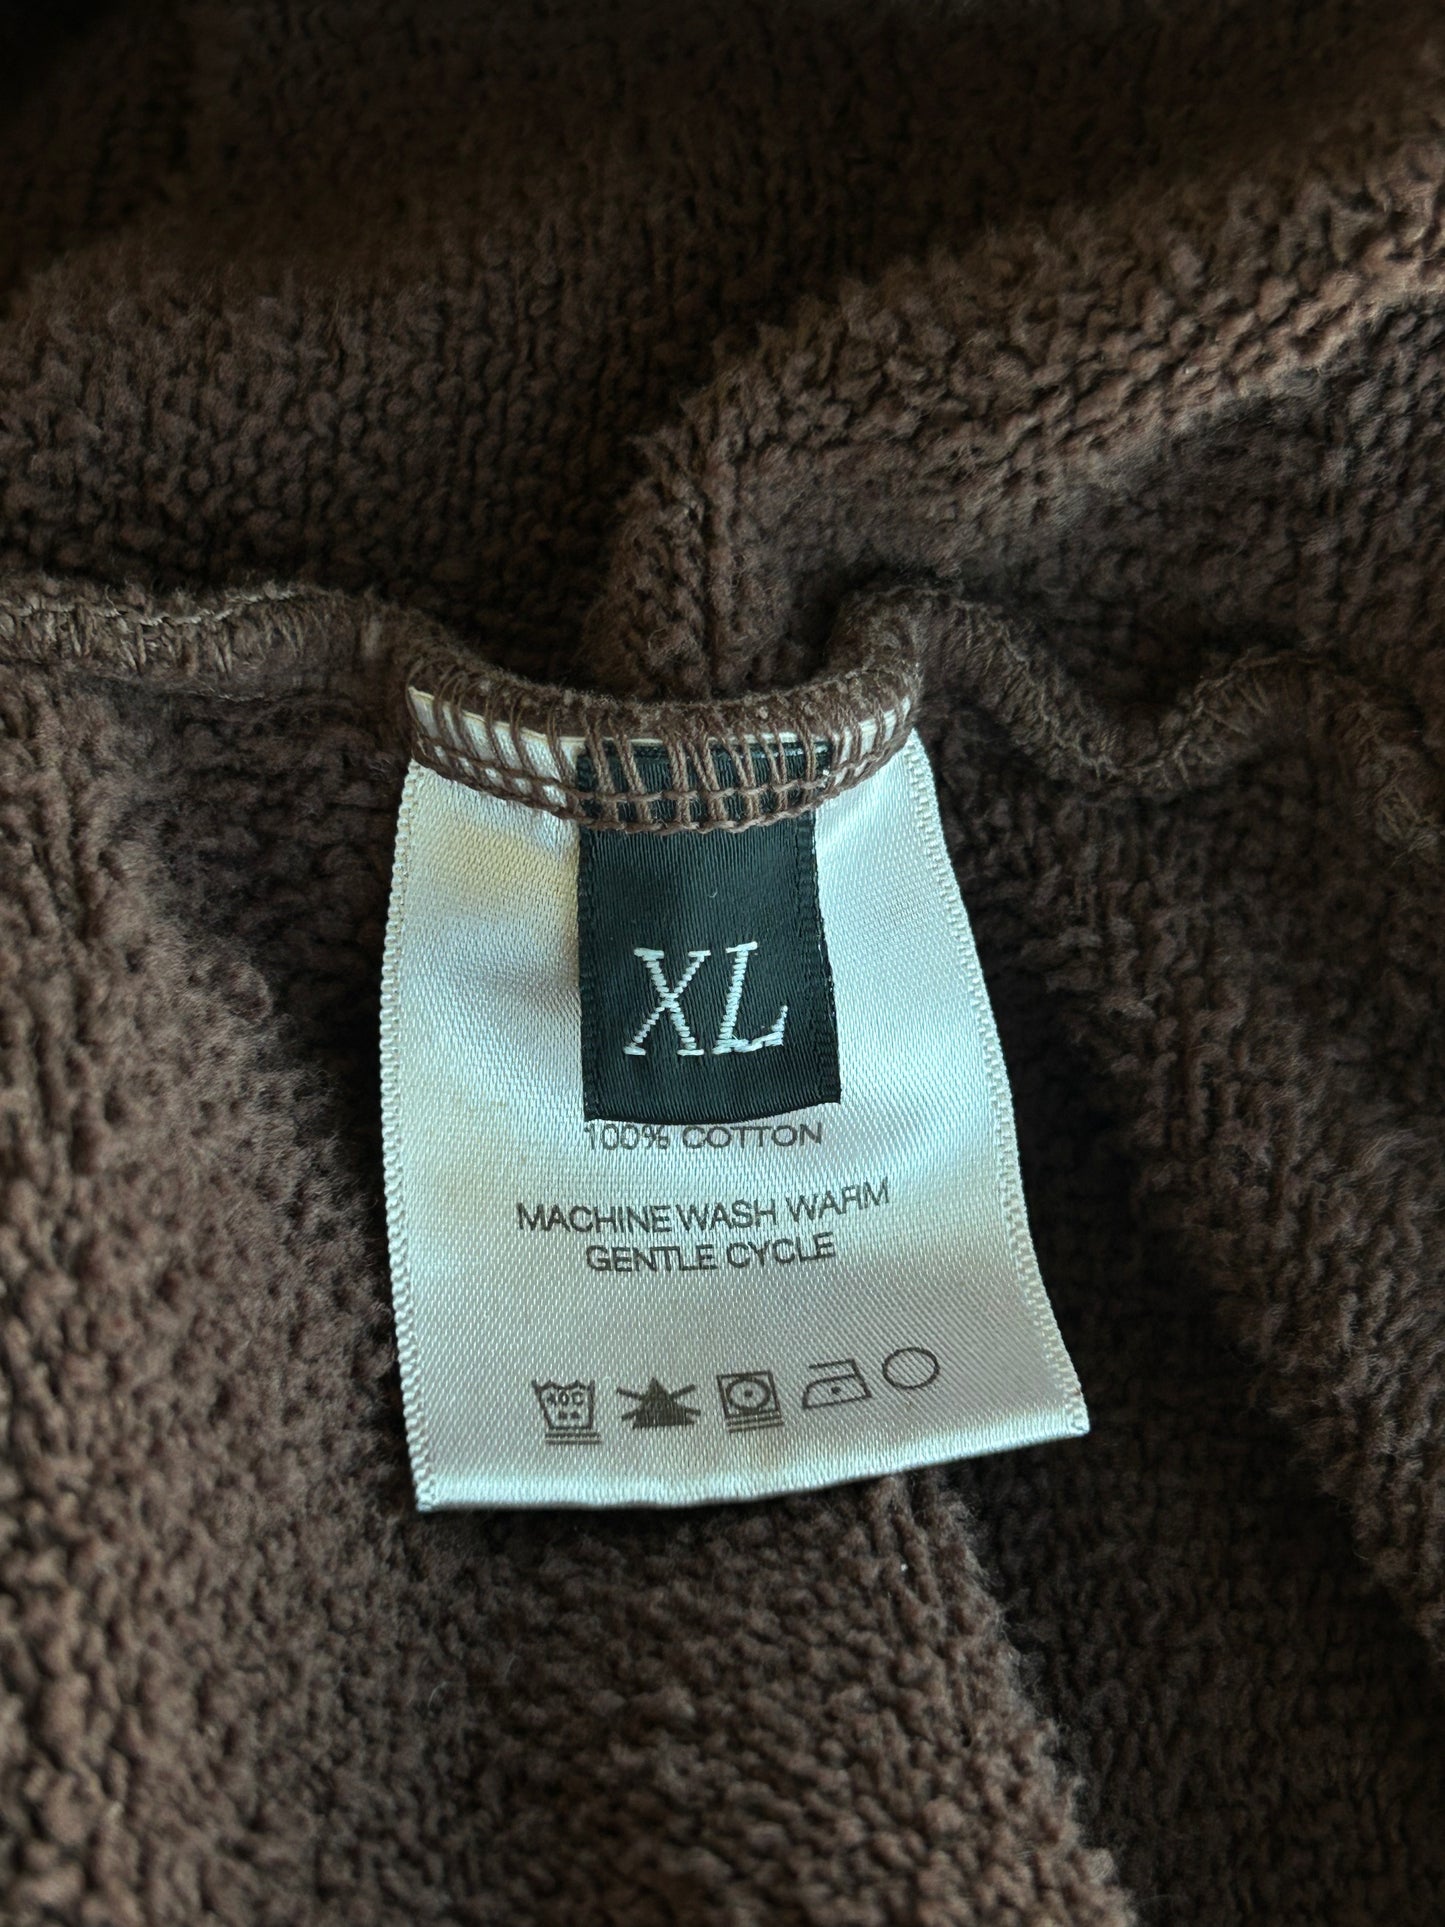 XL
100% COTTON
MACHINE WASH WARM
GENTLE CYCLE